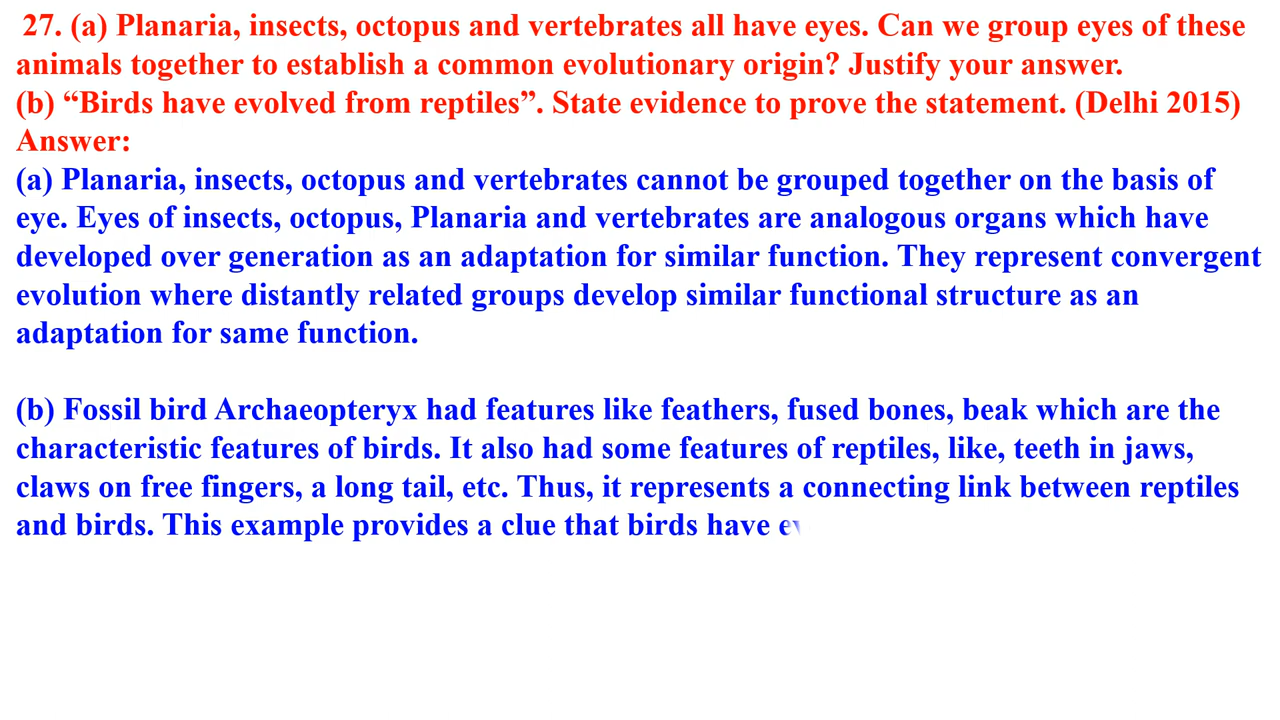 27. (a) Planaria, insects, octopus and vertebrates all have eyes. Can we group eyes of these
animals together to establish a common evolutionary origin? Justify your answer.
(b) “Birds have evolved from reptiles”. State evidence to prove the statement. (Delhi 2015)
Answer:
(a) Planaria, insects, octopus and vertebrates cannot be grouped together on the basis of
eye. Eyes of insects, octopus, Planaria and vertebrates are analogous organs which have
developed over generation as an adaptation for similar function. They represent convergent
evolution where distantly related groups develop similar functional structure as an
adaptation for same function.
(b) Fossil bird Archaeopteryx had features like feathers, fused bones, beak which are the
characteristic features of birds. It also had some features of reptiles, like, teeth in jaws,
claws on free fingers, a long tail, etc. Thus, it represents a connecting link between reptiles
and birds. This example provides a clue that birds have